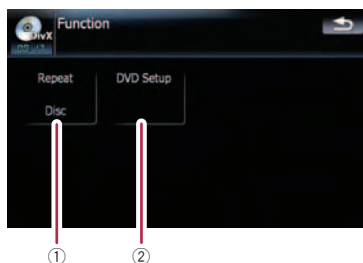 Function
DivX
Repeat
DVD Setup
Disc
① ②